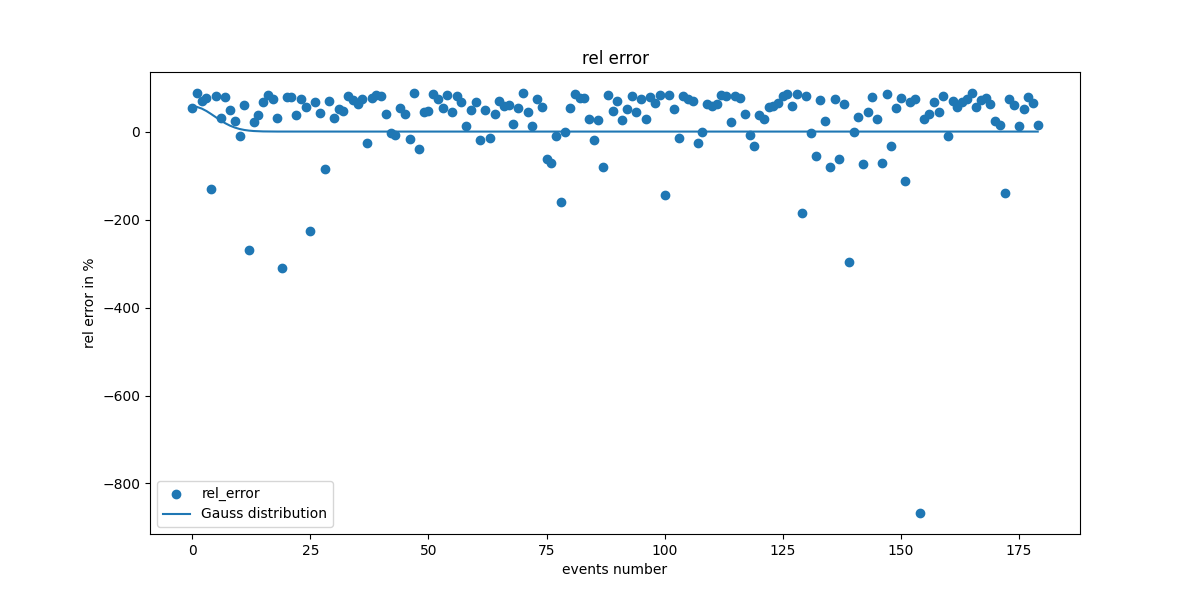 rel error
rel error in %
0
−200
−400
−600
−800
rel_error
Gauss distribution
0 25 50 75 100 125 150 175
events number